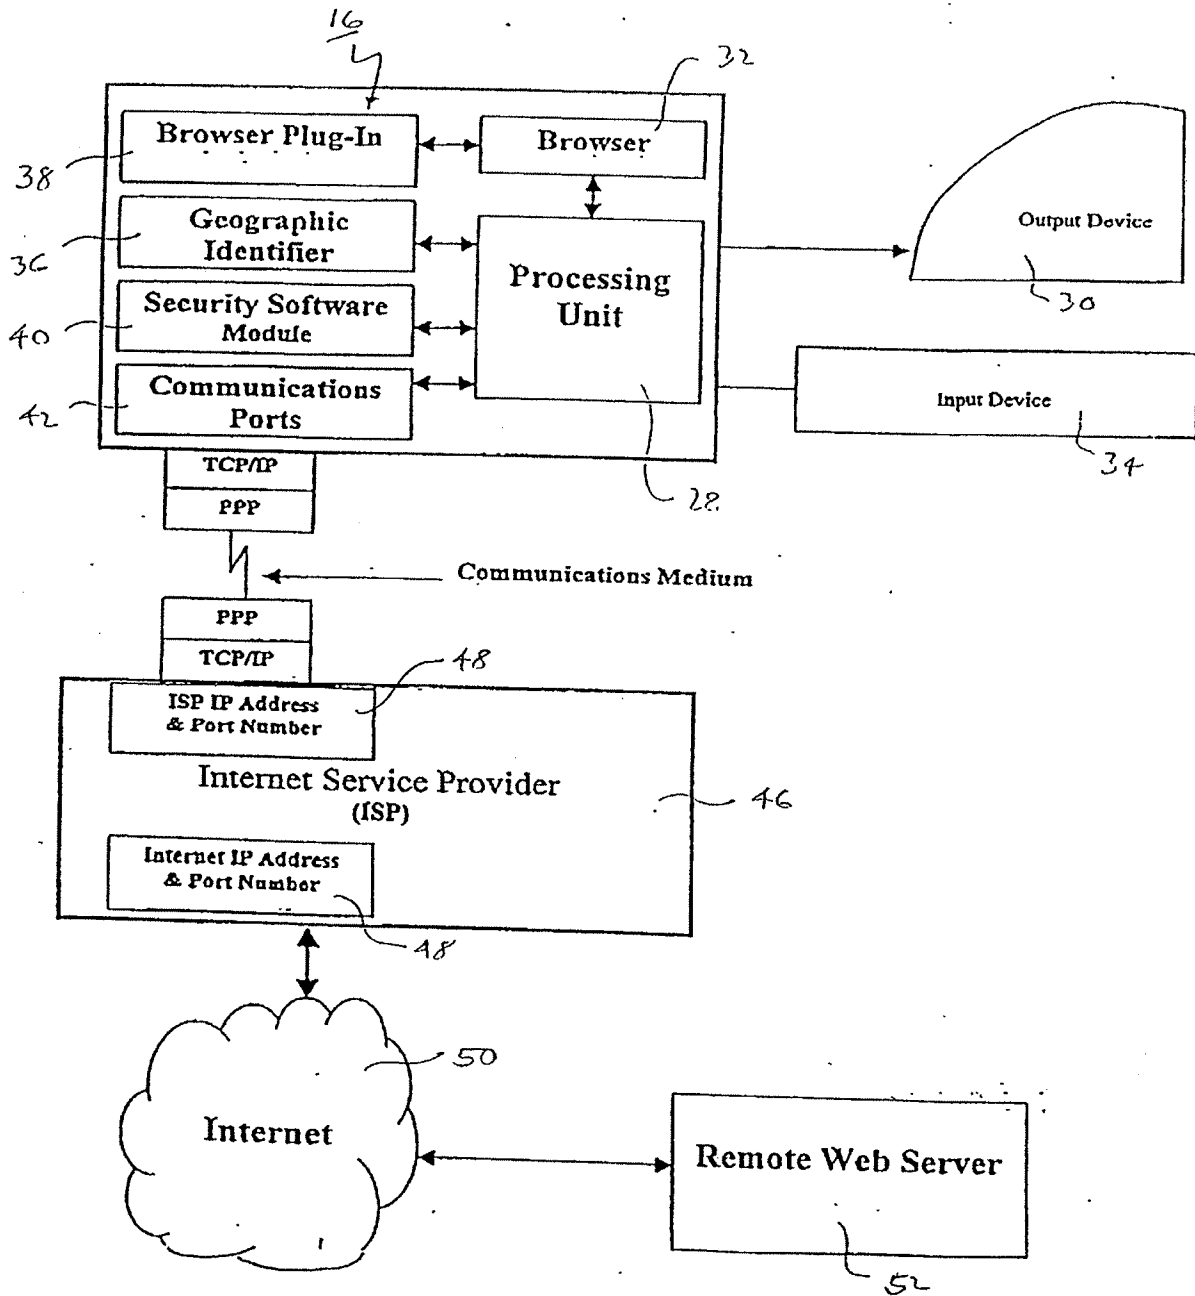 16
32
Browser Plug-In
Browser
38
Geographic
Identifier
36
Processing
Unit
Output Device
30
Security Software
Module
40
Communications
Ports
42
Input Device
34
28
TCP/IP
PPP
Communications Medium
PPP
TCP/IP
48
ISP IP Address
& Port Number
Internet Service Provider
(ISP)
46
Internet IP Address
& Port Number
48
50
Internet
Remote Web Server
52